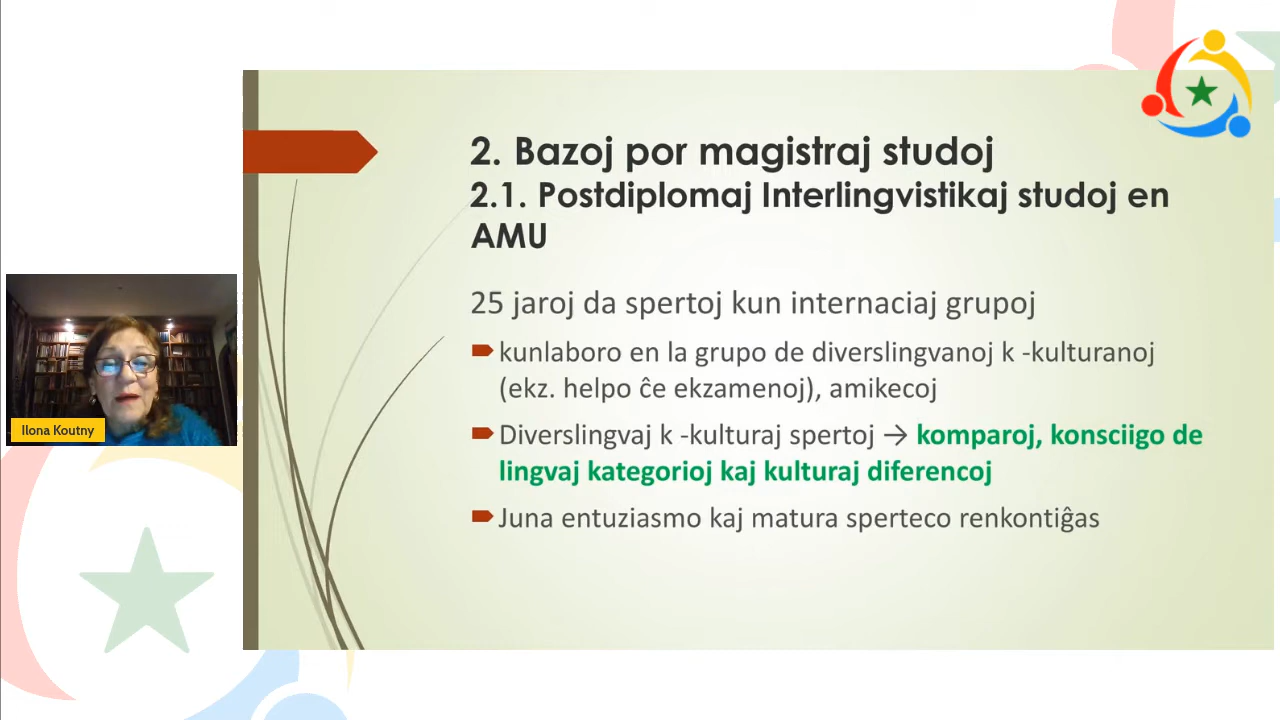 2. Bazoj por magistraj studoj
2.1. Postdiplomaj Interlingvistikaj studoj en
AMU
25 jaroj da spertoj kun internaciaj grupoj
kunlaboro en la grupo de diverslingvanoj k -kulturanoj
(ekz. helpo ĉe ekzamenoj), amikecoj
Diverslingvaj k -kulturaj spertoj → komparoj, konsciigo de
lingvaj kategorioj kaj kulturaj diferencoj
Juna entuziasmo kaj matura sperteco renkontiĝas
Ilona Koutny